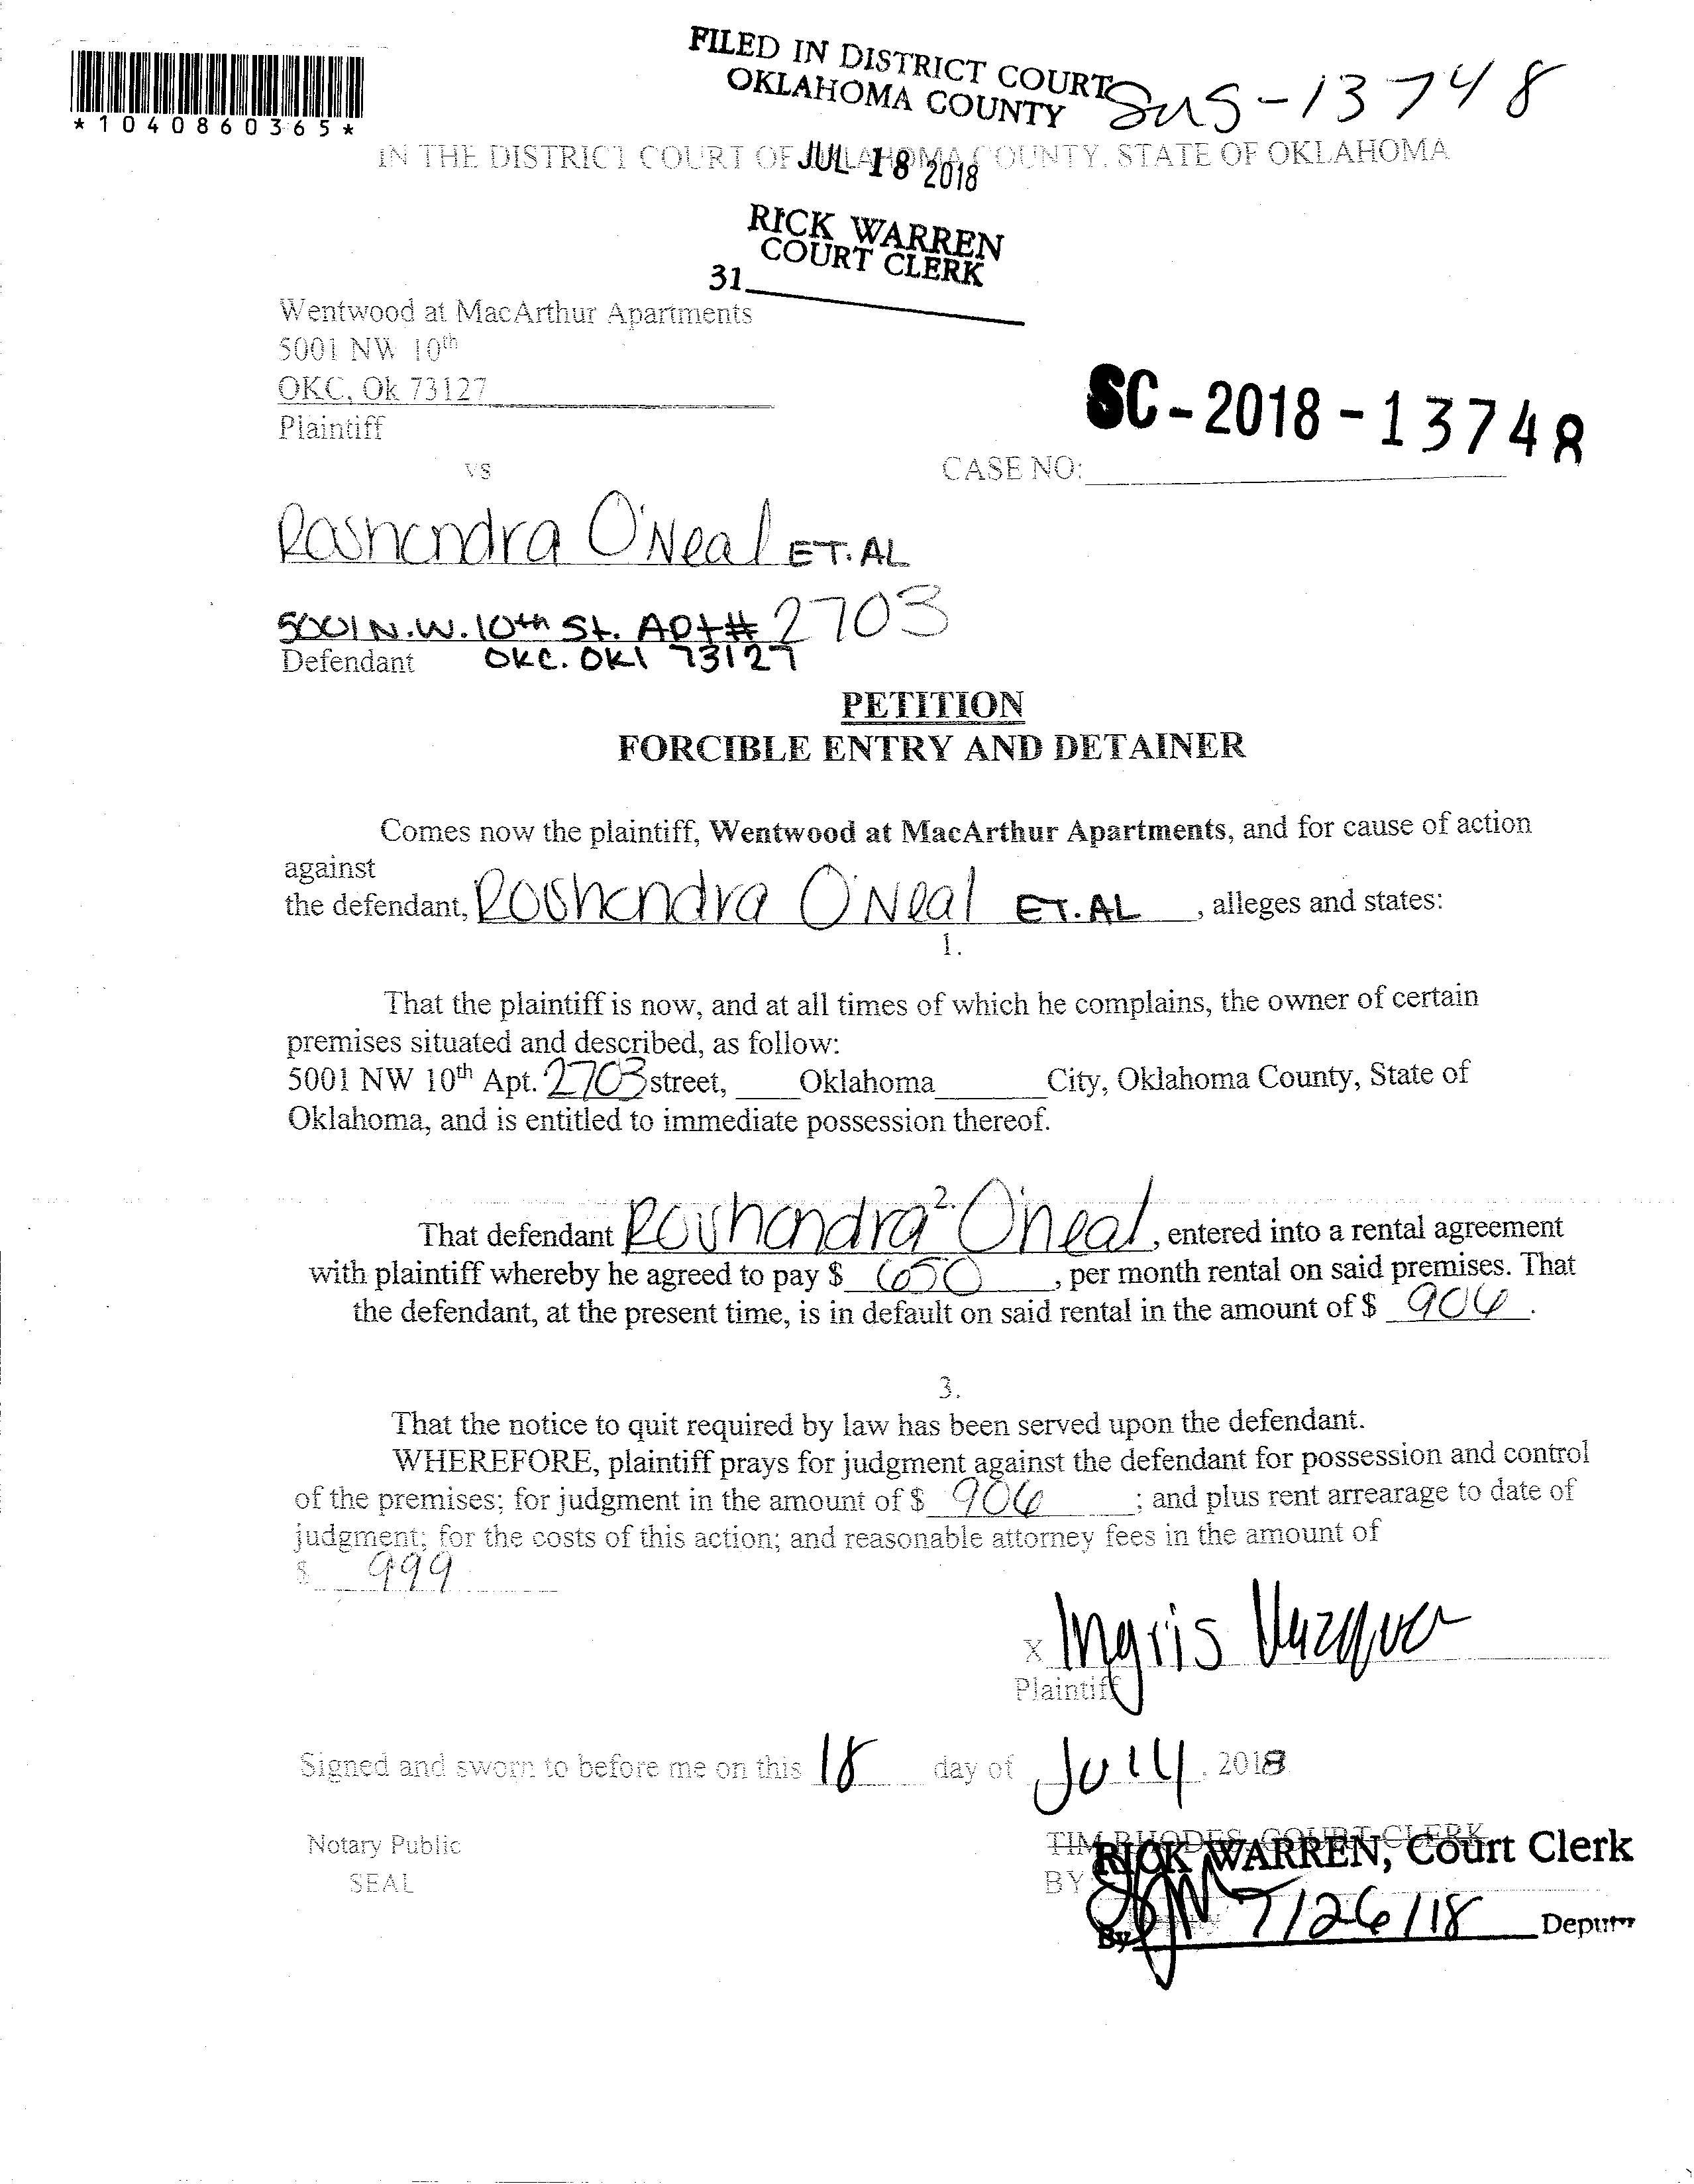 FILED IN DISTRICT COURT
OKLAHOMA COUNTY
-13748
*1040860365*
IN THE DISTRICT COURT OF OKLAHOMA COUNTY, STATE OF OKLAHOMA
JUL 18 2018
RICK WARREN
COURT CLERK
31
Wentwood at MacArthur Apartments
5001 NW 10th
OKC, Ok 73127
Plaintiff
SC-2018-13748
vs
CASE NO:
Roshondra O'Neal ET.AL
5001 N.W. 10th St. Apt# 2703
Defendant OKC. OKl 73127
PETITION
FORCIBLE ENTRY AND DETAINER
Comes now the plaintiff, Wentwood at MacArthur Apartments, and for cause of action
against
the defendant, Roshondra O'Neal ET.AL, alleges and states:
1.
That the plaintiff is now, and at all times of which he complains, the owner of certain
premises situated and described, as follow:
5001 NW 10th Apt. 2703 street, Oklahoma City, Oklahoma County, State of
Oklahoma, and is entitled to immediate possession thereof.
2.
That defendant Roshondra O'neal, entered into a rental agreement
with plaintiff whereby he agreed to pay $ 650, per month rental on said premises. That
the defendant, at the present time, is in default on said rental in the amount of $ 906.
3.
That the notice to quit required by law has been served upon the defendant.
WHEREFORE, plaintiff prays for judgment against the defendant for possession and control
of the premises; for judgment in the amount of $ 906; and plus rent arrearage to date of
judgment; for the costs of this action; and reasonable attorney fees in the amount of
$ 999
x Ingris Vazquez
Plaintiff
Signed and sworn to before me on this 18 day of July, 2018
Notary Public
SEAL
TIM RHODES, COURT CLERK
RICK WARREN, Court Clerk
BY
By 7/26/18 Deputy